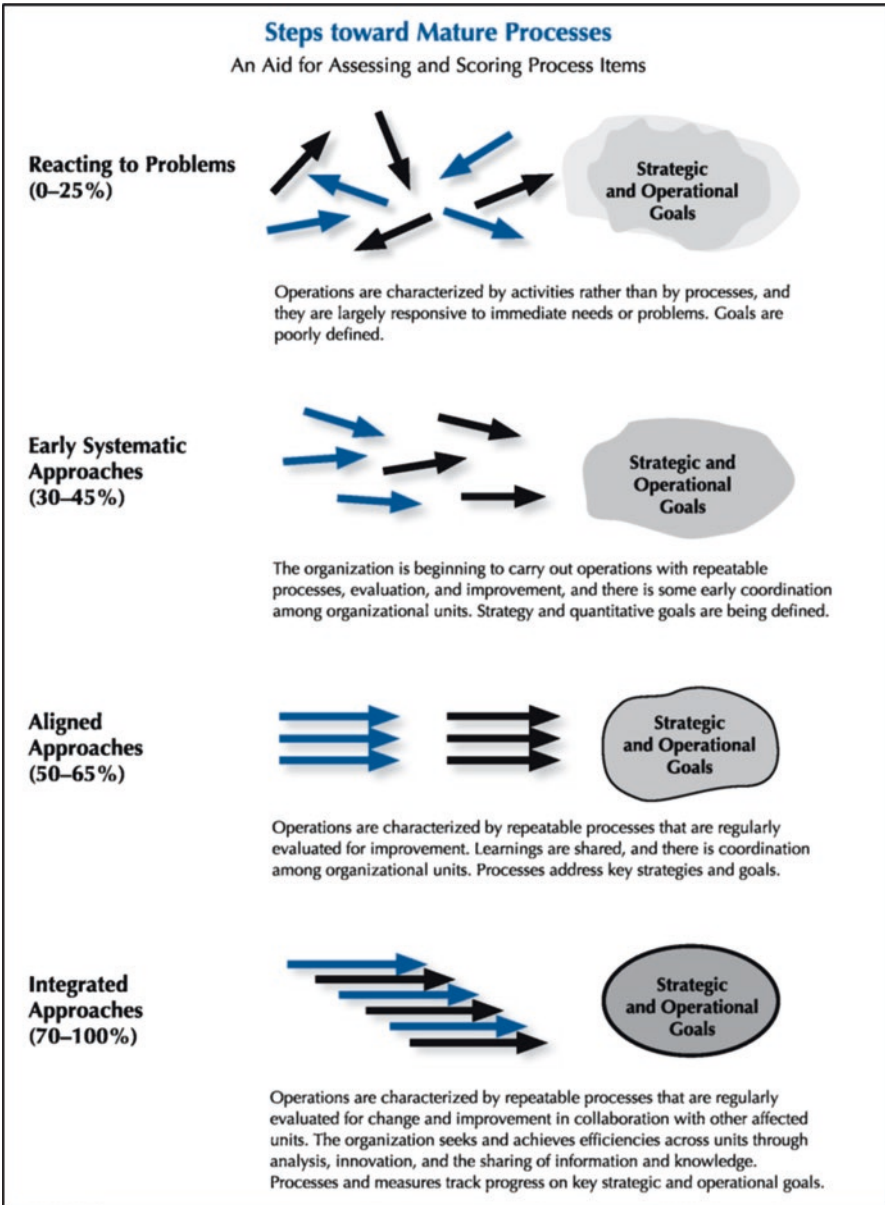 Steps toward Mature Processes
An Aid for Assessing and Scoring Process Items
Reacting to Problems
(0–25%)
Strategic
and Operational
Goals
Operations are characterized by activities rather than by processes, and
they are largely responsive to immediate needs or problems. Goals are
poorly defined.
Early Systematic
Approaches
(30–45%)
Strategic and
Operational
Goals
The organization is beginning to carry out operations with repeatable
processes, evaluation, and improvement, and there is some early coordination
among organizational units. Strategy and quantitative goals are being defined.
Aligned
Approaches
(50–65%)
Strategic
and Operational
Goals
Operations are characterized by repeatable processes that are regularly
evaluated for improvement. Learnings are shared, and there is coordination
among organizational units. Processes address key strategies and goals.
Integrated
Approaches
(70–100%)
Strategic
and Operational
Goals
Operations are characterized by repeatable processes that are regularly
evaluated for change and improvement in collaboration with other affected
units. The organization seeks and achieves efficiencies across units through
analysis, innovation, and the sharing of information and knowledge.
Processes and measures track progress on key strategic and operational goals.